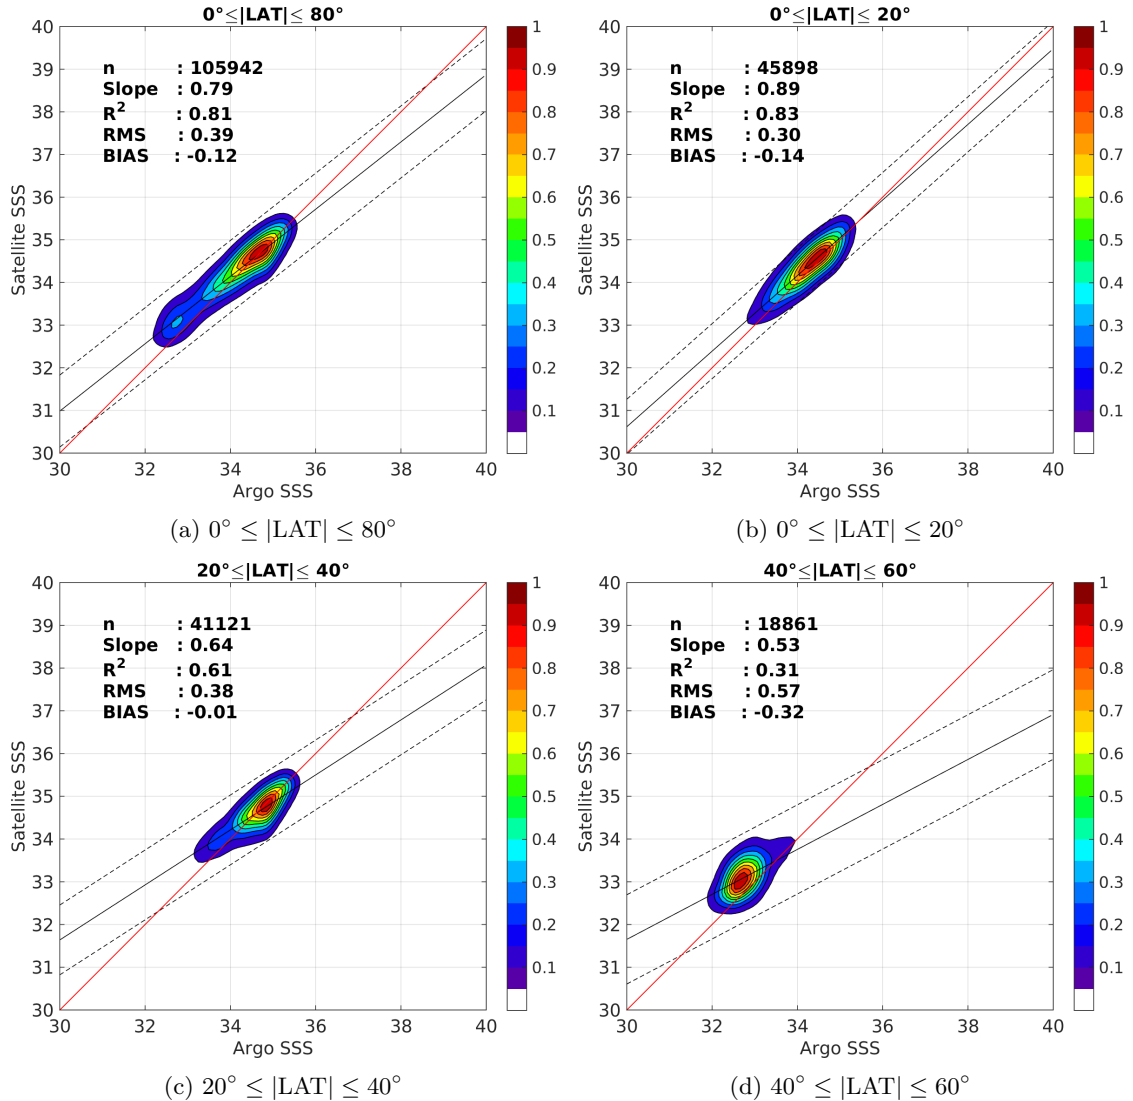 0°≤|LAT|≤ 80°
n : 105942
Slope : 0.79
R² : 0.81
RMS : 0.39
BIAS : -0.12
Satellite SSS
40
39
38
37
36
35
34
33
32
31
30
30 32 34 36 38 40
Argo SSS
1
0.9
0.8
0.7
0.6
0.5
0.4
0.3
0.2
0.1
(a) 0° ≤ |LAT| ≤ 80°
0°≤|LAT|≤ 20°
n : 45898
Slope : 0.89
R² : 0.83
RMS : 0.30
BIAS : -0.14
Satellite SSS
40
39
38
37
36
35
34
33
32
31
30
30 32 34 36 38 40
Argo SSS
1
0.9
0.8
0.7
0.6
0.5
0.4
0.3
0.2
0.1
(b) 0° ≤ |LAT| ≤ 20°
20°≤|LAT|≤ 40°
n : 41121
Slope : 0.64
R² : 0.61
RMS : 0.38
BIAS : -0.01
Satellite SSS
40
39
38
37
36
35
34
33
32
31
30
30 32 34 36 38 40
Argo SSS
1
0.9
0.8
0.7
0.6
0.5
0.4
0.3
0.2
0.1
(c) 20° ≤ |LAT| ≤ 40°
40°≤|LAT|≤ 60°
n : 18861
Slope : 0.53
R² : 0.31
RMS : 0.57
BIAS : -0.32
Satellite SSS
40
39
38
37
36
35
34
33
32
31
30
30 32 34 36 38 40
Argo SSS
1
0.9
0.8
0.7
0.6
0.5
0.4
0.3
0.2
0.1
(d) 40° ≤ |LAT| ≤ 60°